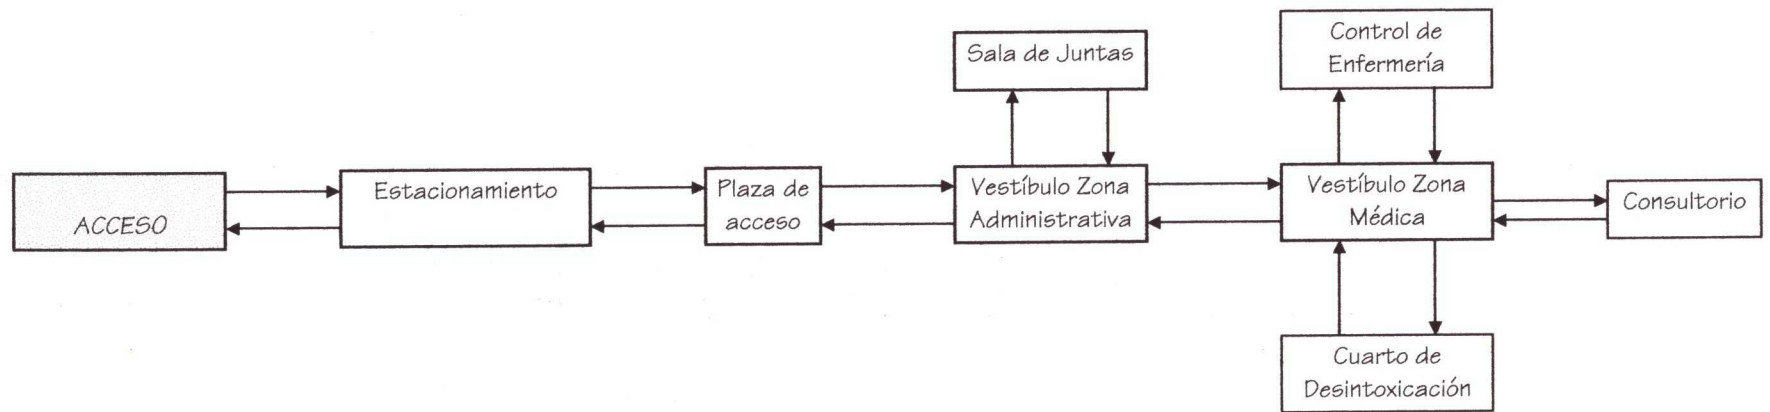 Sala de Juntas
Control de
Enfermería
ACCESO
Estacionamiento
Plaza de
acceso
Vestíbulo Zona
Administrativa
Vestíbulo Zona
Médica
Consultorio
Cuarto de
Desintoxicación